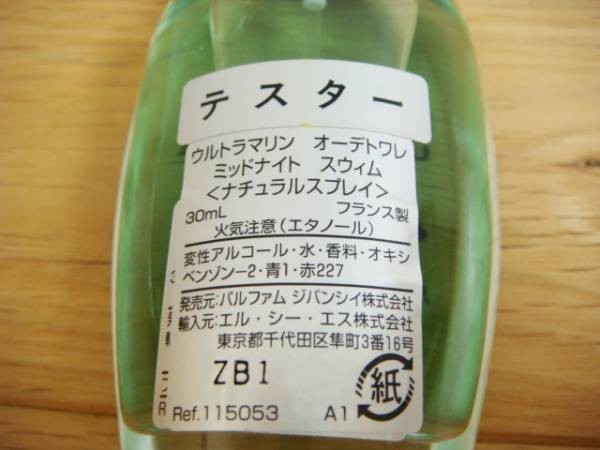 テスター
ウルトラマリン オーデトワレ
ミッドナイト スウィム
<ナチュラルスプレイ>
30mL フランス製
火気注意(エタノール)
変性アルコール・水・香料・オキシ
ベンゾン-2・青1・赤227
発売元:パルファム ジバンシイ株式会社
輸入元:エル・シー・エス株式会社
東京都千代田区隼町3番16号
ZB1
紙
Ref.115053 A1